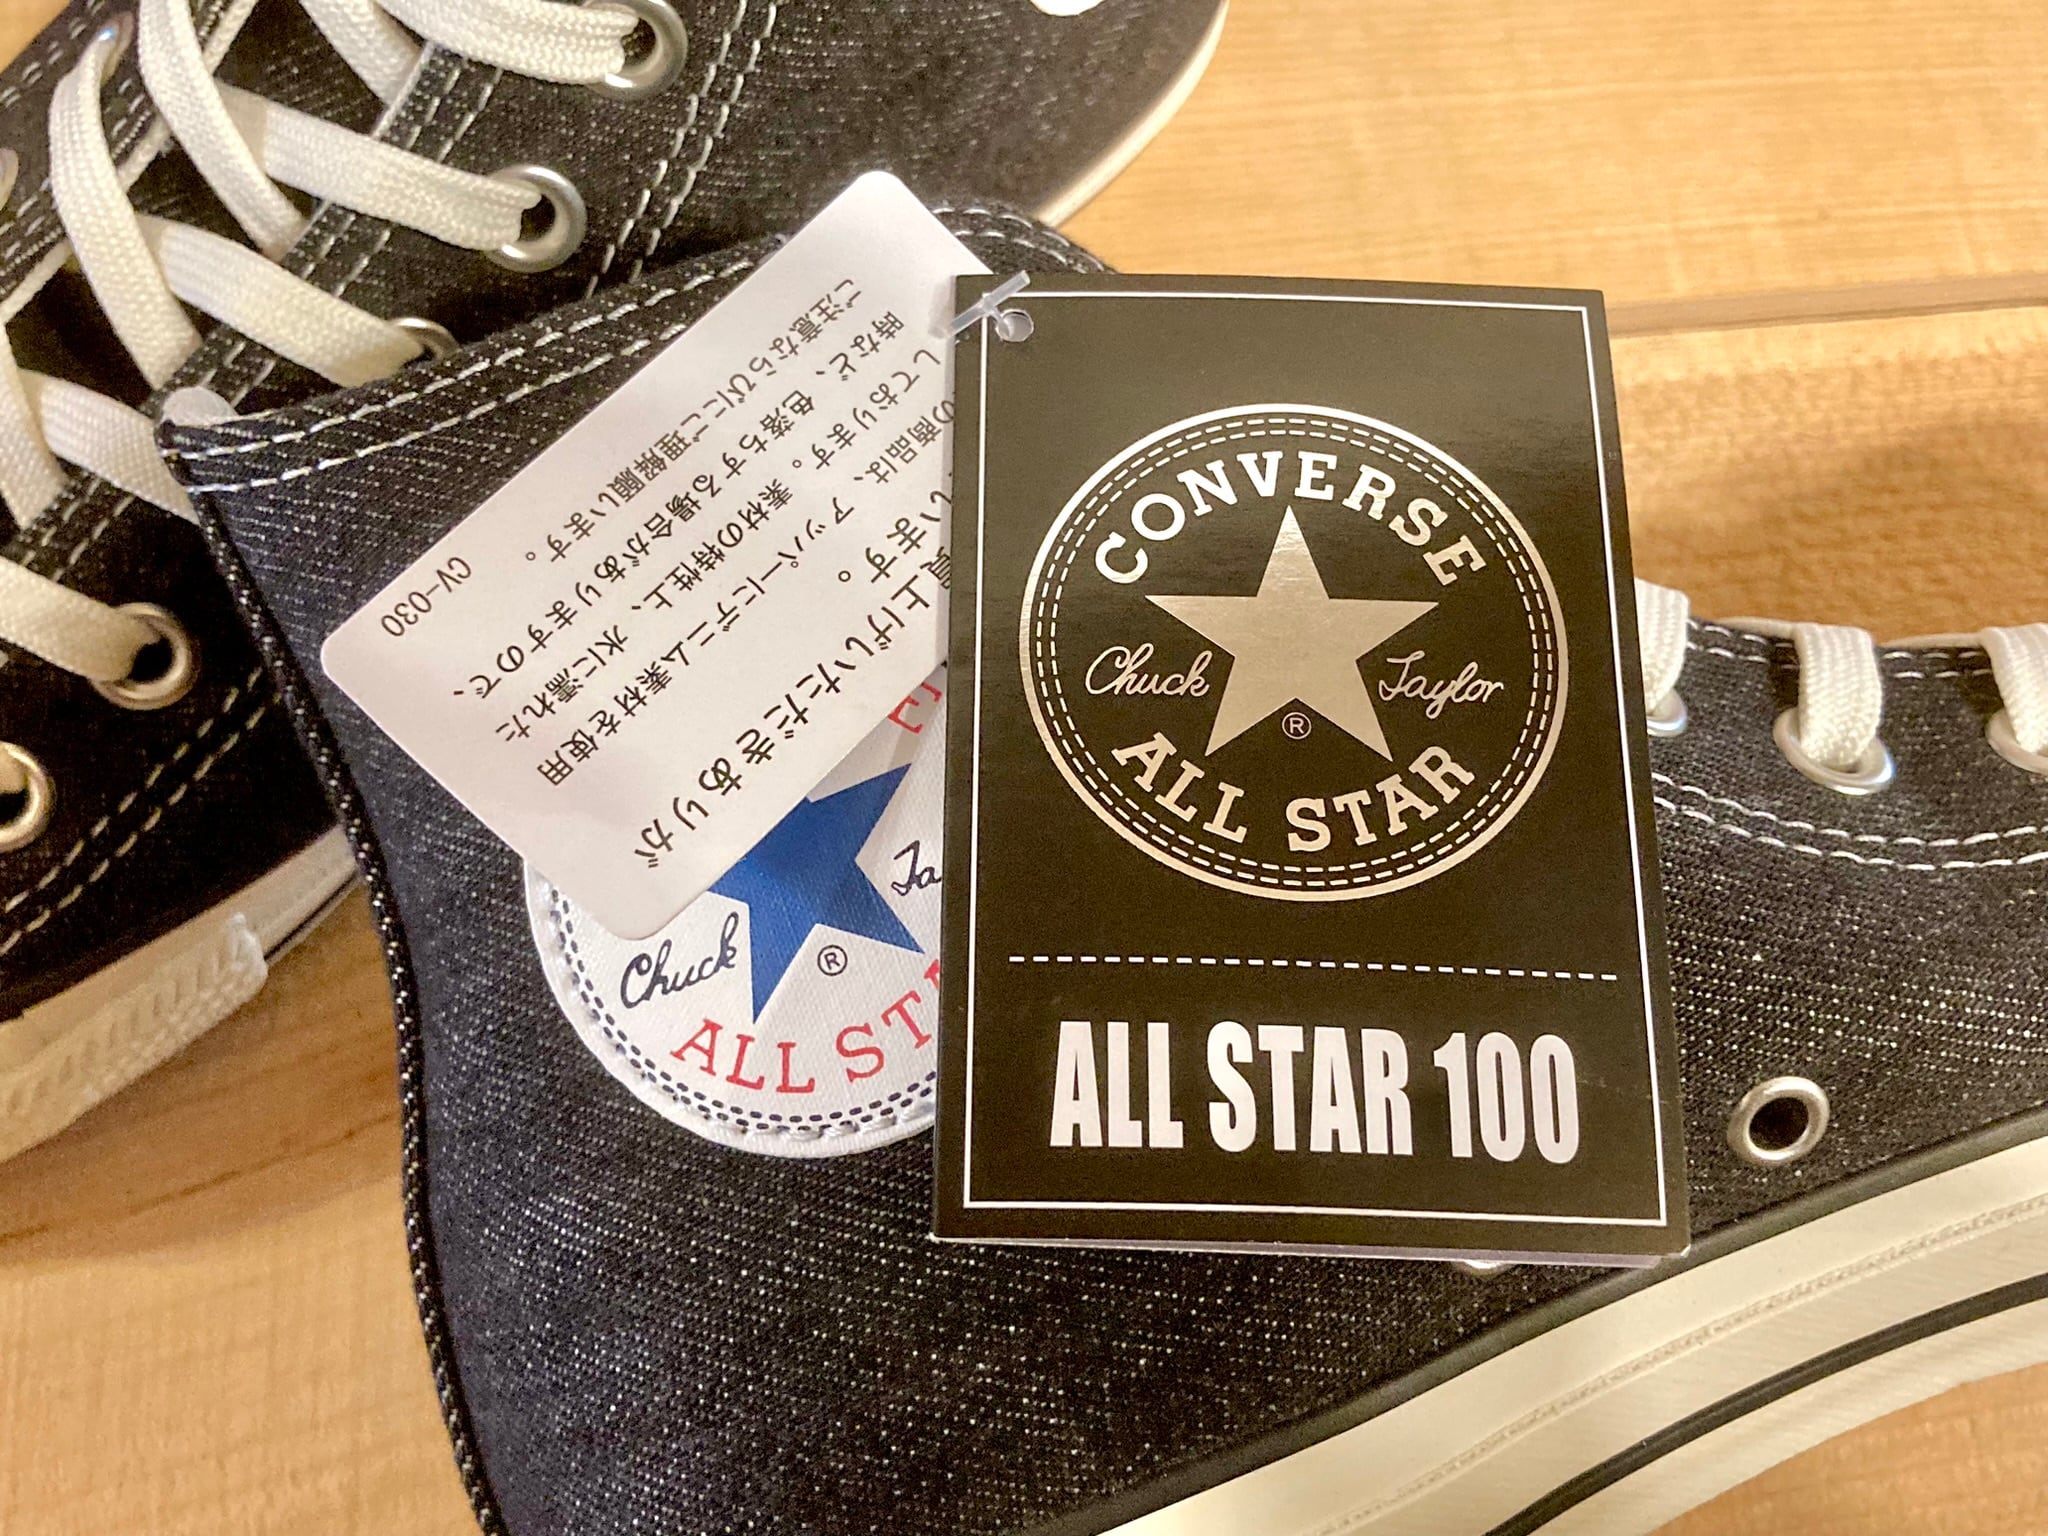 CONVERSE
Chuck Taylor
®
ALL STAR
ALL STAR 100
上げいただきありが
います。
の商品は、アッパーにデニム素材を使用
しております。素材の特性上、水に濡れた
時など、色落ちする場合がありますので、
ご注意ならびにご理解願います。
CV-030
Chuck
®
ALL